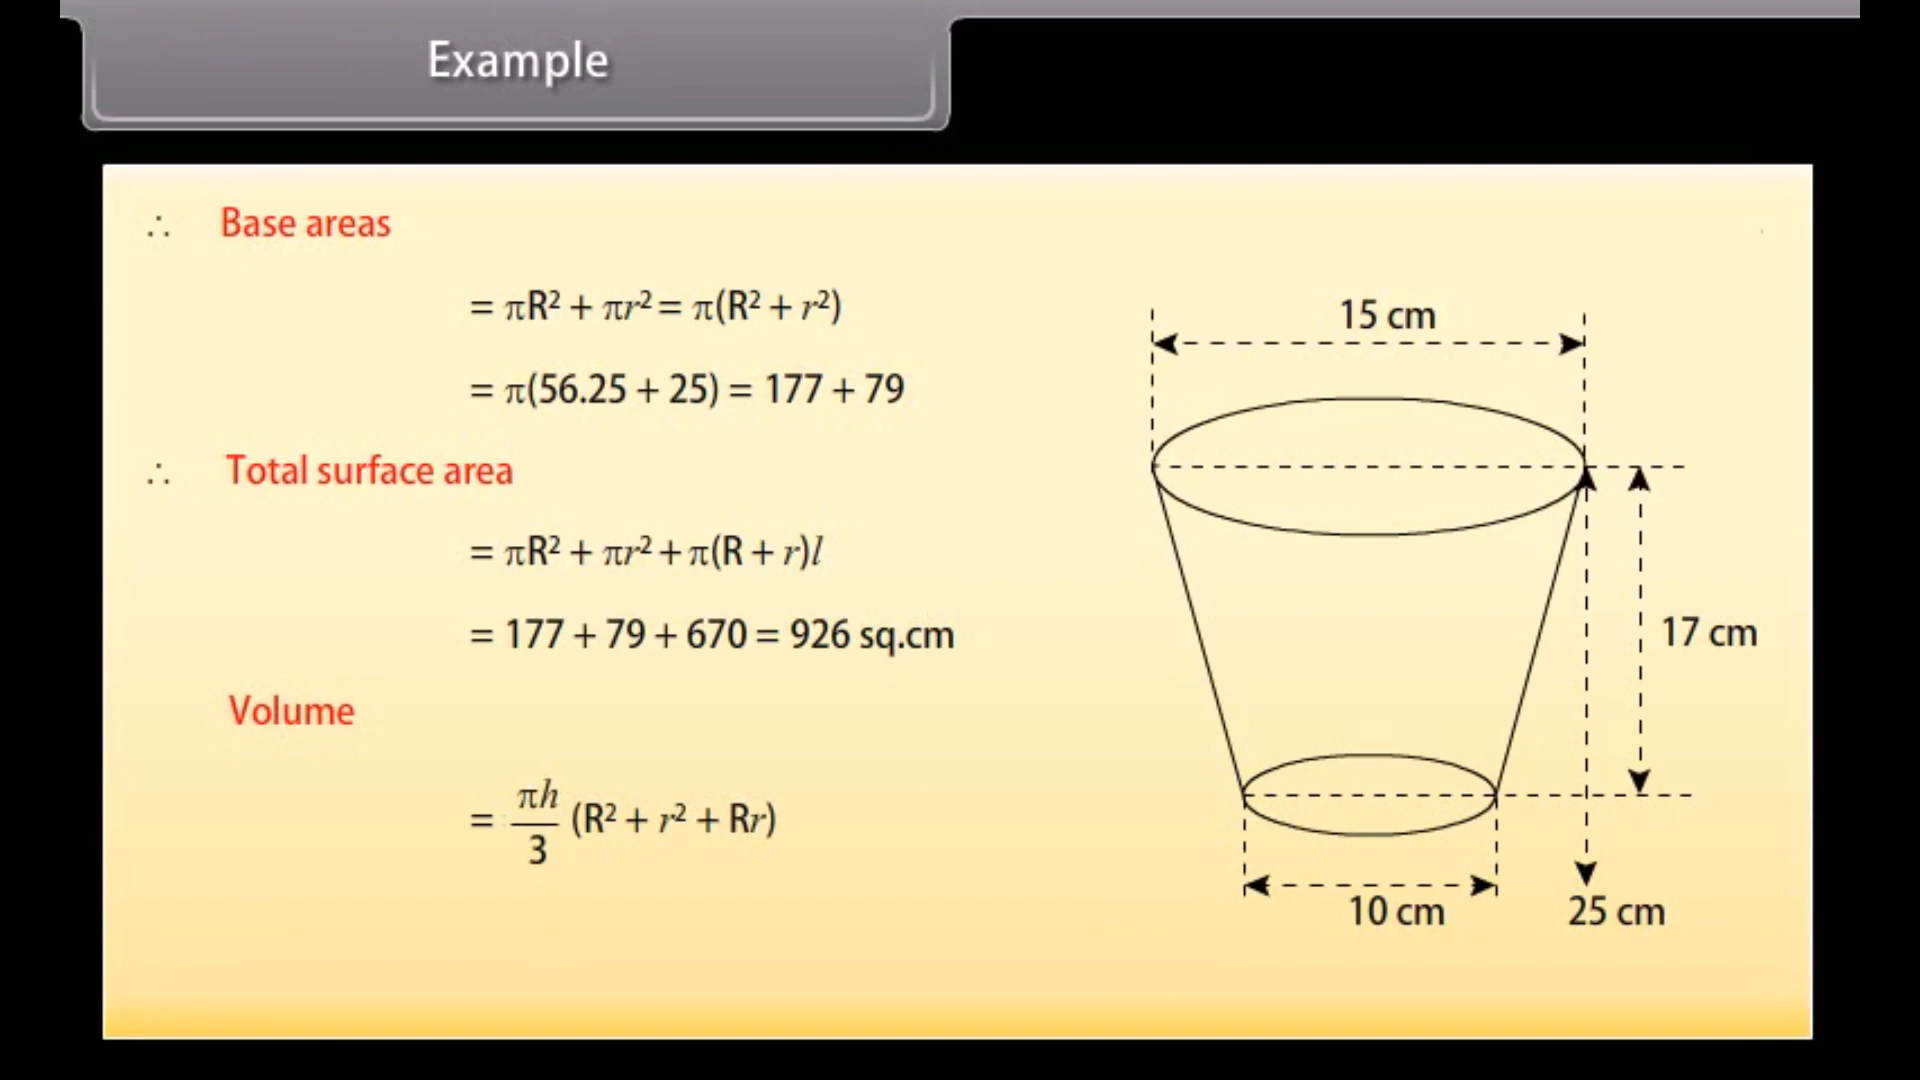 Example
∴ Base areas
= πR² + πr² = π(R² + r²)
= π(56.25 + 25) = 177 + 79
∴ Total surface area
= πR² + πr² + π(R + r)l
= 177 + 79 + 670 = 926 sq.cm
Volume
= πh/3 (R² + r² + Rr)
15 cm
17 cm
10 cm
25 cm